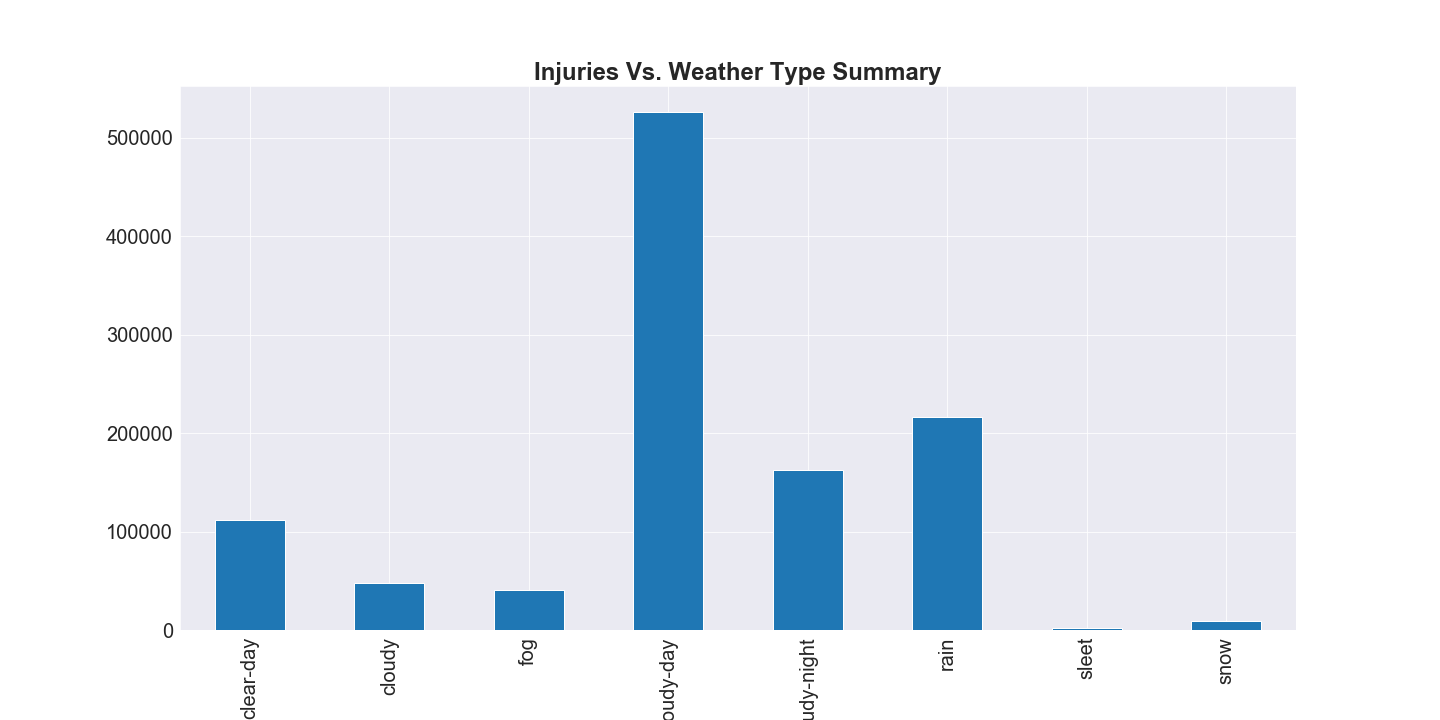 Injuries Vs. Weather Type Summary
500000
400000
300000
200000
100000
0
clear-day
cloudy
fog
oudy-day
udy-night
rain
sleet
snow